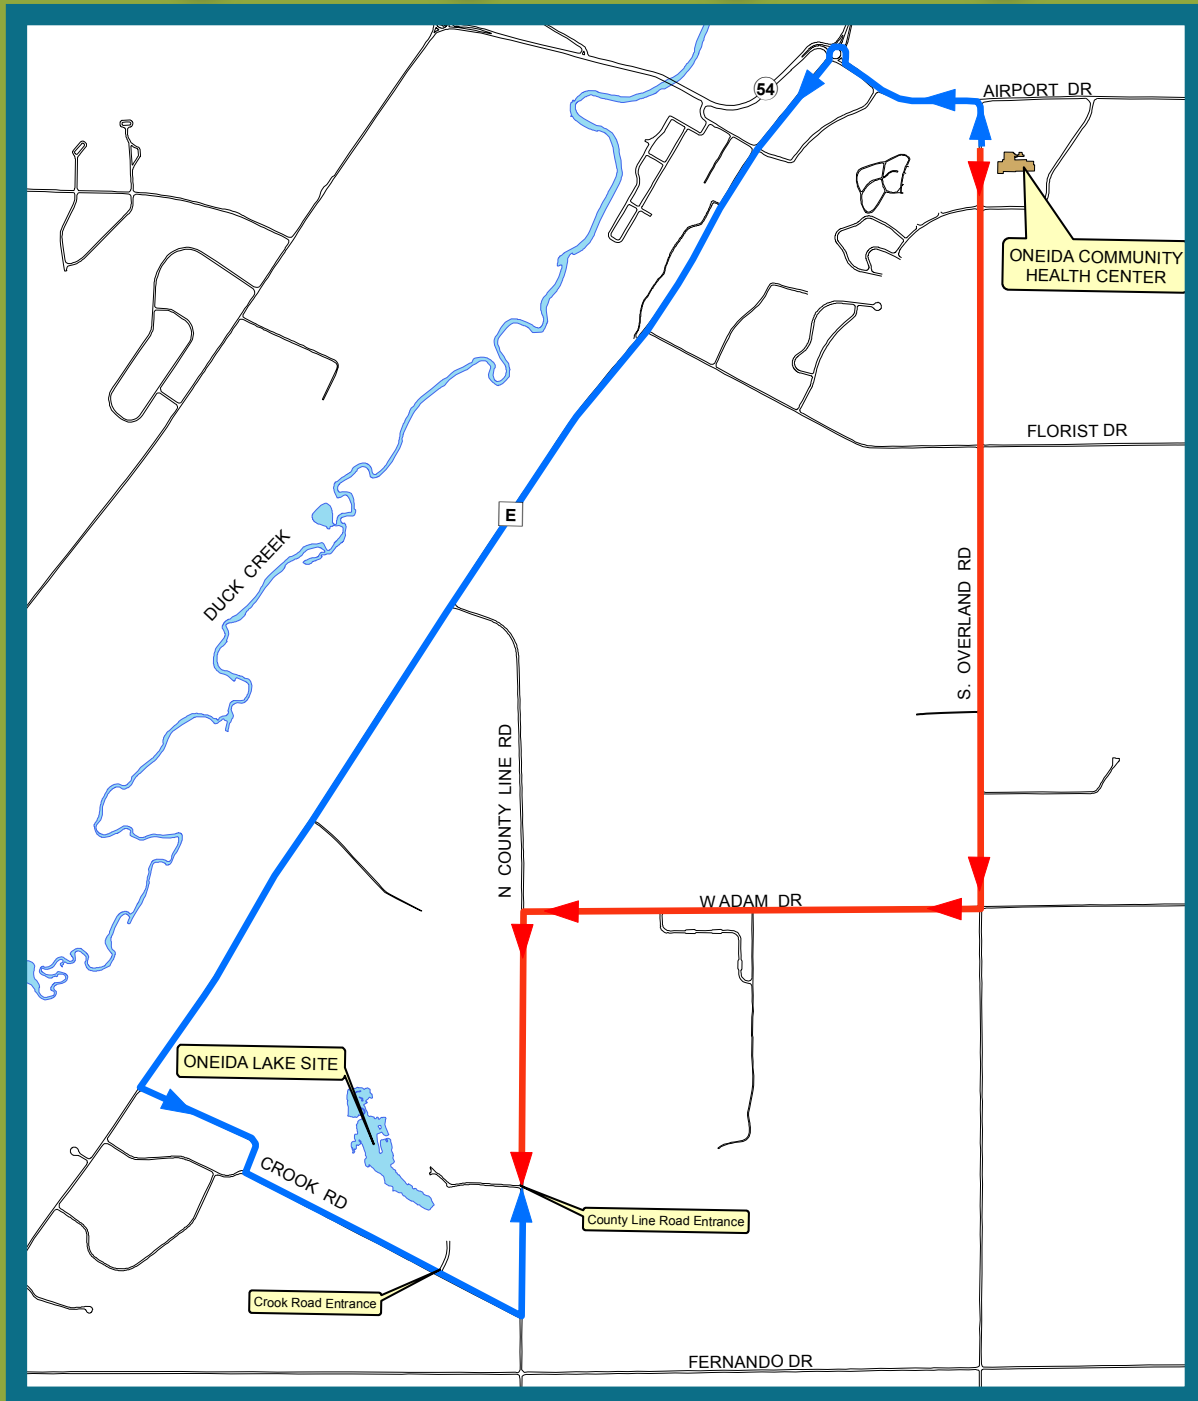 54
AIRPORT DR
ONEIDA COMMUNITY
HEALTH CENTER
FLORIST DR
E
DUCK CREEK
S. OVERLAND RD
N COUNTY LINE RD
W ADAM DR
ONEIDA LAKE SITE
CROOK RD
County Line Road Entrance
Crook Road Entrance
FERNANDO DR